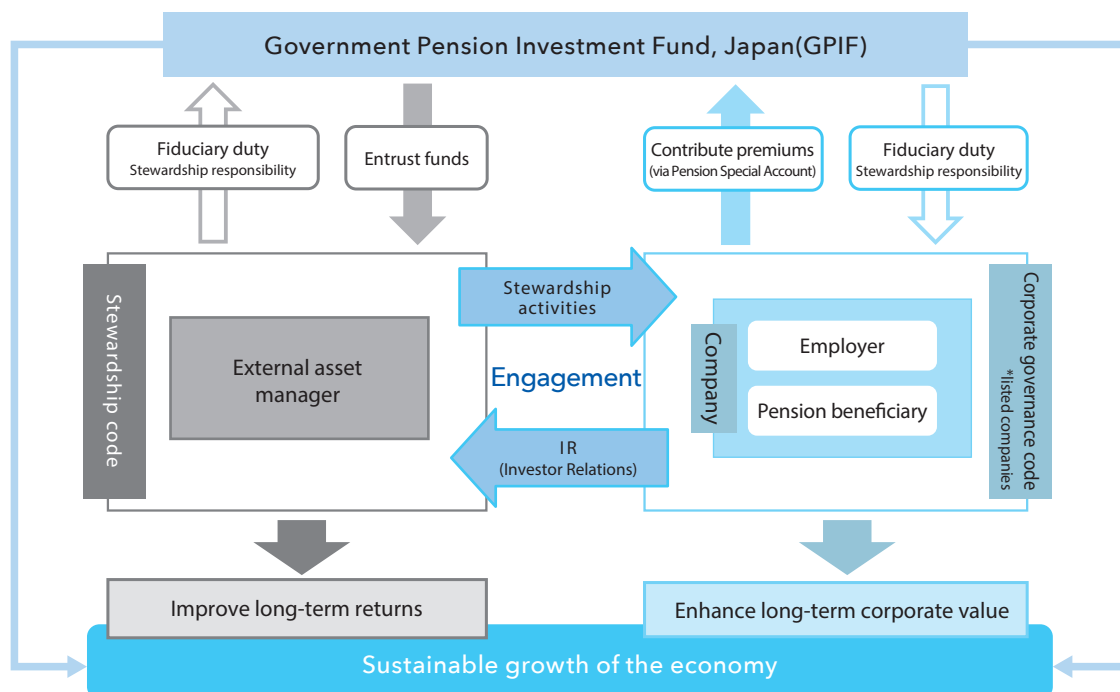 Government Pension Investment Fund, Japan(GPIF)
Fiduciary duty
Stewardship responsibility
Entrust funds
Contribute premiums
(via Pension Special Account)
Fiduciary duty
Stewardship responsibility
Stewardship code
External asset
manager
Stewardship
activities
Engagement
IR
(Investor Relations)
Company
Employer
Pension beneficiary
Corporate governance code
*listed companies
Improve long-term returns
Enhance long-term corporate value
Sustainable growth of the economy